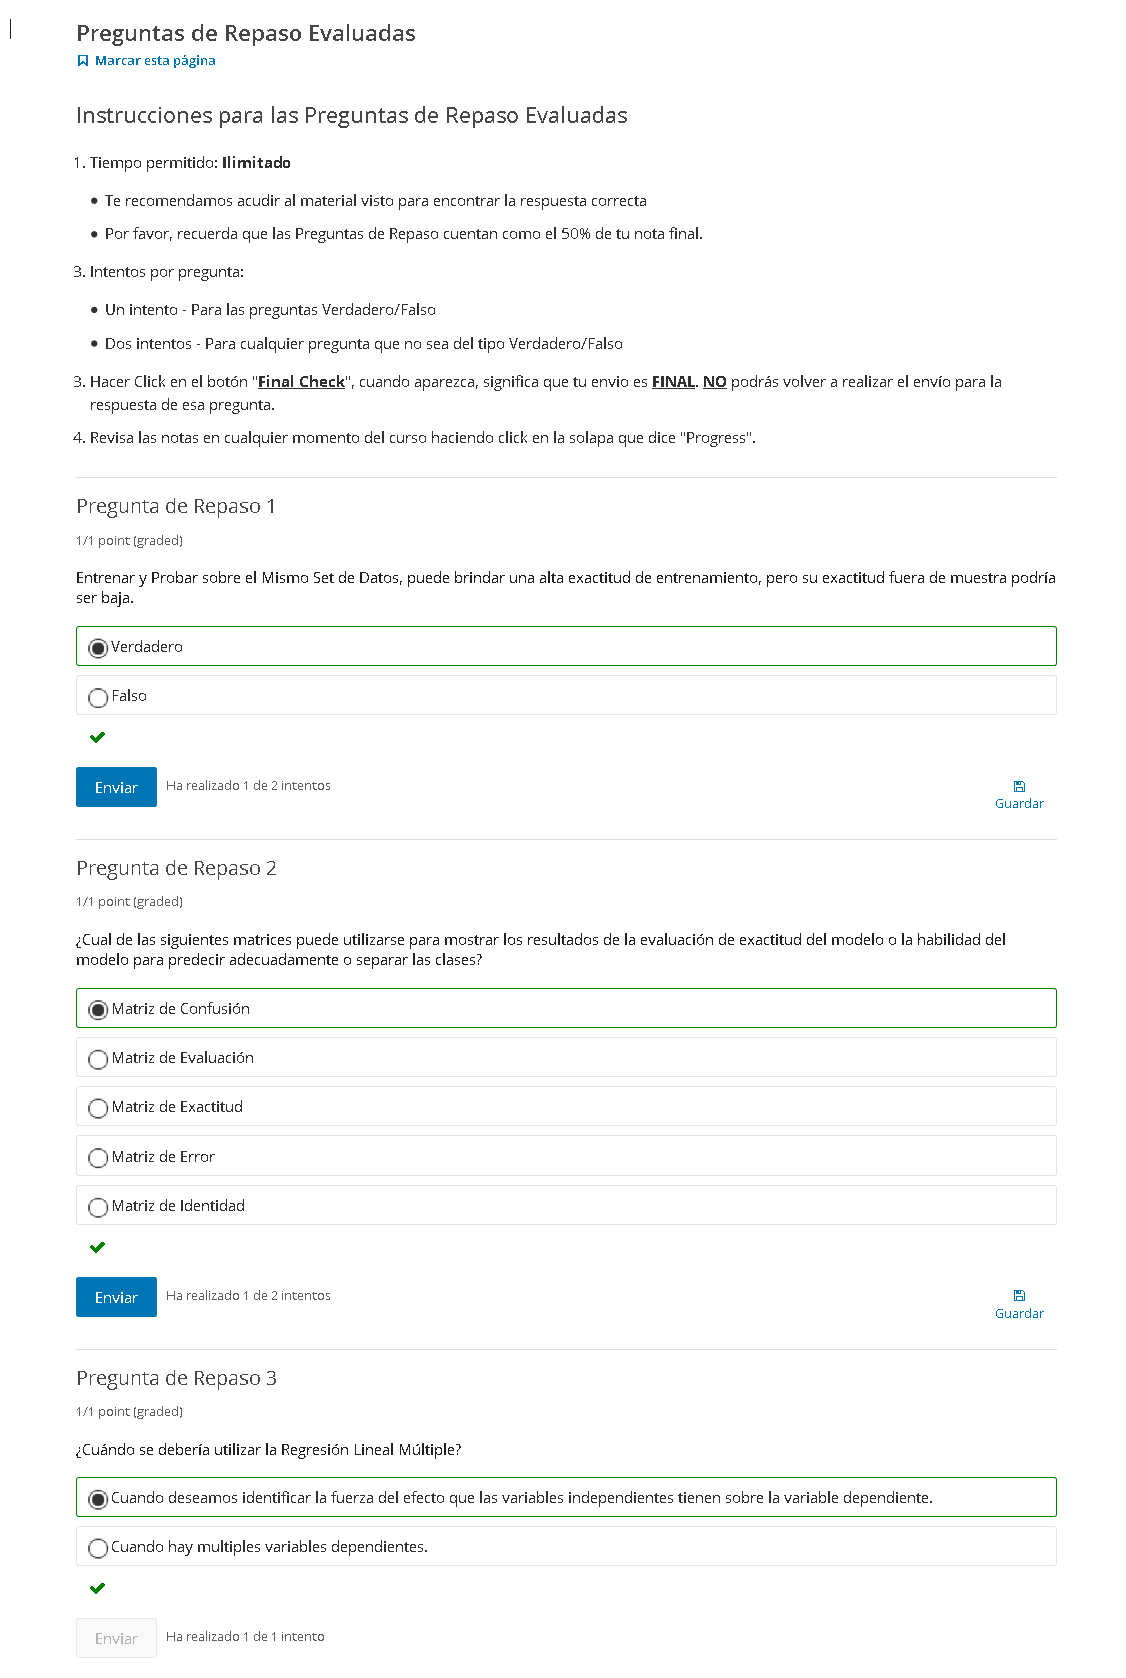 Preguntas de Repaso Evaluadas
Marcar esta página
Instrucciones para las Preguntas de Repaso Evaluadas
1. Tiempo permitido: Ilimitado
• Te recomendamos acudir al material visto para encontrar la respuesta correcta
• Por favor, recuerda que las Preguntas de Repaso cuentan como el 50% de tu nota final.
3. Intentos por pregunta:
• Un intento - Para las preguntas Verdadero/Falso
• Dos intentos - Para cualquier pregunta que no sea del tipo Verdadero/Falso
3. Hacer Click en el botón "Final Check", cuando aparezca, significa que tu envio es FINAL. NO podrás volver a realizar el envío para la
respuesta de esa pregunta.
4. Revisa las notas en cualquier momento del curso haciendo click en la solapa que dice "Progress".
Pregunta de Repaso 1
1/1 point (graded)
Entrenar y Probar sobre el Mismo Set de Datos, puede brindar una alta exactitud de entrenamiento, pero su exactitud fuera de muestra podría
ser baja.
Verdadero
Falso
Enviar Ha realizado 1 de 2 intentos
Guardar
Pregunta de Repaso 2
1/1 point (graded)
¿Cual de las siguientes matrices puede utilizarse para mostrar los resultados de la evaluación de exactitud del modelo o la habilidad del
modelo para predecir adecuadamente o separar las clases?
Matriz de Confusión
Matriz de Evaluación
Matriz de Exactitud
Matriz de Error
Matriz de Identidad
Enviar Ha realizado 1 de 2 intentos
Guardar
Pregunta de Repaso 3
1/1 point (graded)
¿Cuándo se debería utilizar la Regresión Lineal Múltiple?
Cuando deseamos identificar la fuerza del efecto que las variables independientes tienen sobre la variable dependiente.
Cuando hay multiples variables dependientes.
Enviar Ha realizado 1 de 1 intento